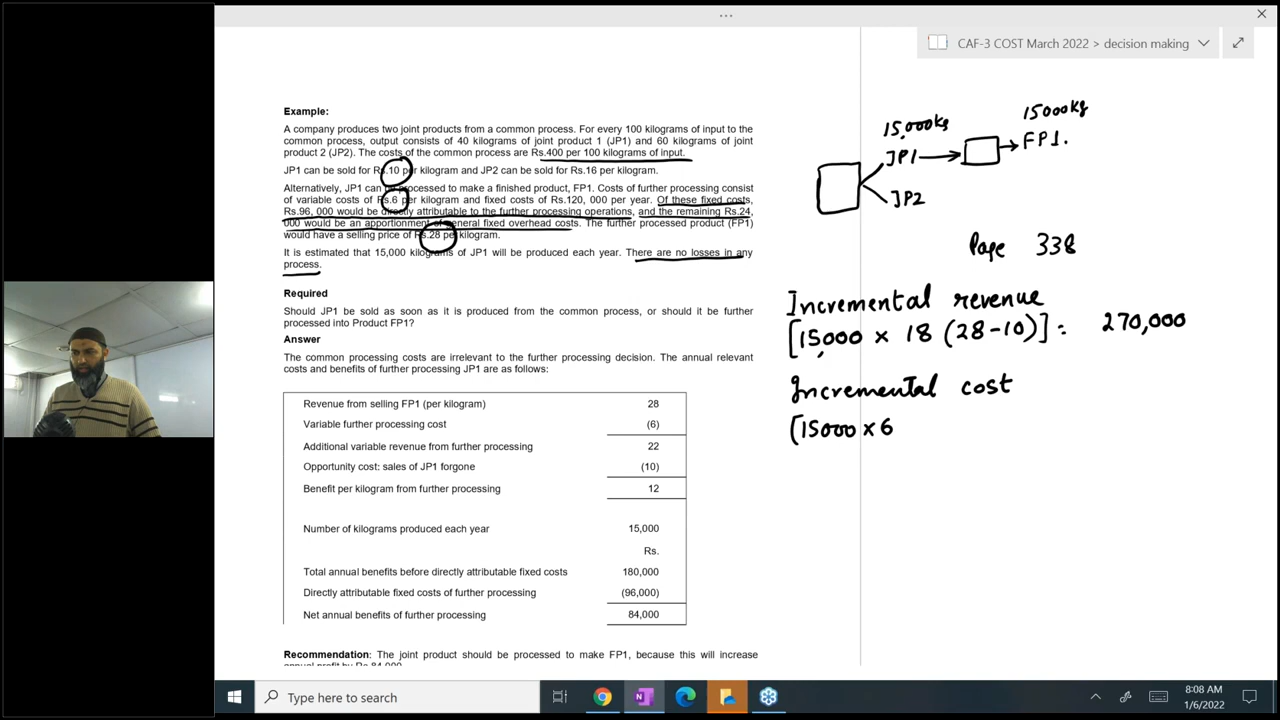 CAF-3 COST March 2022 > decision making
Example:
A company produces two joint products from a common process. For every 100 kilograms of input to the
common process, output consists of 40 kilograms of joint product 1 (JP1) and 60 kilograms of joint
product 2 (JP2). The costs of the common process are Rs.400 per 100 kilograms of input.
JP1 can be sold for Rs.10 per kilogram and JP2 can be sold for Rs.16 per kilogram.
Alternatively, JP1 can be processed to make a finished product, FP1. Costs of further processing consist
of variable costs of Rs.6 per kilogram and fixed costs of Rs.120, 000 per year. Of these fixed costs,
Rs.96, 000 would be directly attributable to the further processing operations, and the remaining Rs.24,
000 would be an apportionment of general fixed overhead costs. The further processed product (FP1)
would have a selling price of Rs.28 per kilogram.
It is estimated that 15,000 kilograms of JP1 will be produced each year. There are no losses in any
process.
Required
Should JP1 be sold as soon as it is produced from the common process, or should it be further
processed into Product FP1?
Answer
The common processing costs are irrelevant to the further processing decision. The annual relevant
costs and benefits of further processing JP1 are as follows:
Revenue from selling FP1 (per kilogram) 28
Variable further processing cost (6)
Additional variable revenue from further processing 22
Opportunity cost: sales of JP1 forgone (10)
Benefit per kilogram from further processing 12
Number of kilograms produced each year 15,000
Rs.
Total annual benefits before directly attributable fixed costs 180,000
Directly attributable fixed costs of further processing (96,000)
Net annual benefits of further processing 84,000
Recommendation: The joint product should be processed to make FP1, because this will increase
annual profit by Rs.84,000
15,000kg
15000kg
JP1
FP1.
JP2
Page 338
Incremental revenue
[15,000 × 18 (28-10)] = 270,000
Incremental cost
[15000 × 6
Type here to search
8:08 AM
1/6/2022